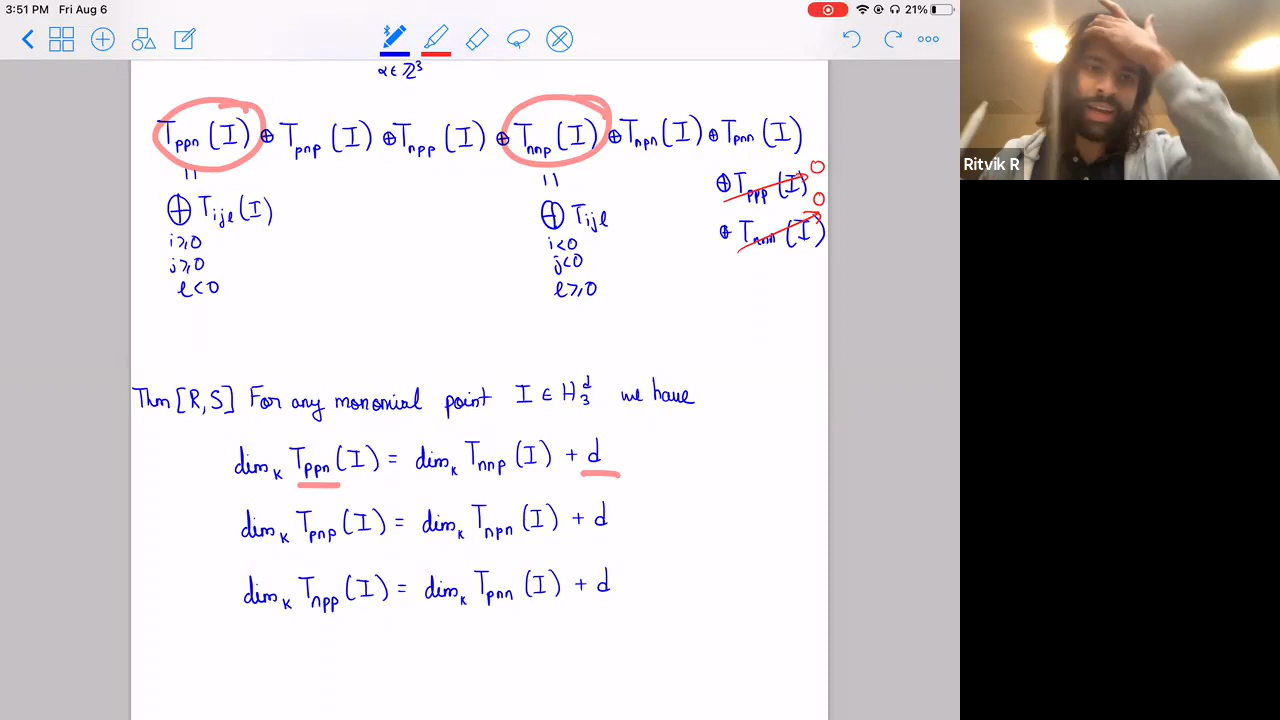 3:51 PM Fri Aug 6
21%
α ∈ ℤ³
T_ppn(I) ⊕ T_pnp(I) ⊕ T_npp(I) ⊕ T_nnp(I) ⊕ T_npn(I) ⊕ T_pnn(I)
⊕ T_ppp(I) 0
⊕ T_nnn(I) 0
= ⊕ T_ijl(I)
i≥0
j≥0
l<0
= ⊕ T_ijl
i<0
j<0
l≥0
Ritvik R
Thm [R,S] For any monomial point I ∈ H_3^d we have
dim_k T_ppn(I) = dim_k T_nnp(I) + d
dim_k T_pnp(I) = dim_k T_npn(I) + d
dim_k T_npp(I) = dim_k T_pnn(I) + d